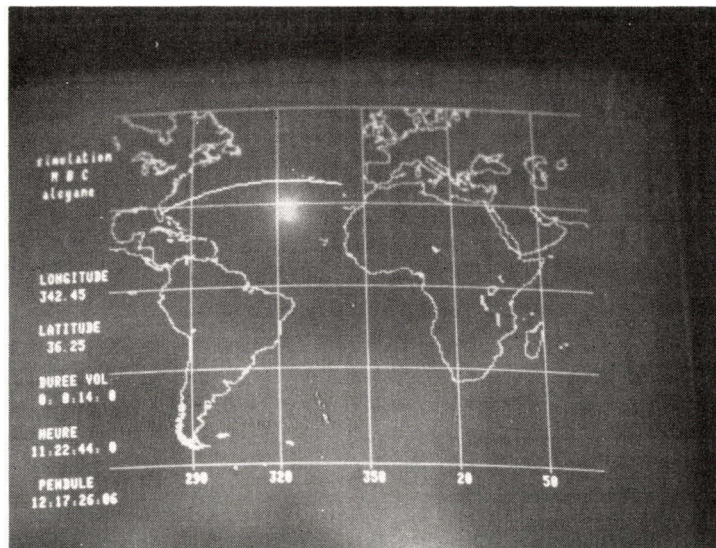 simulation
M B C
alegane
LONGITUDE
342.45
LATITUDE
36.25
DUREE VOL
0: 0:14: 0
HEURE
11:22:44: 0
PENDULE
12:17:26.06
290 320 350 20 50